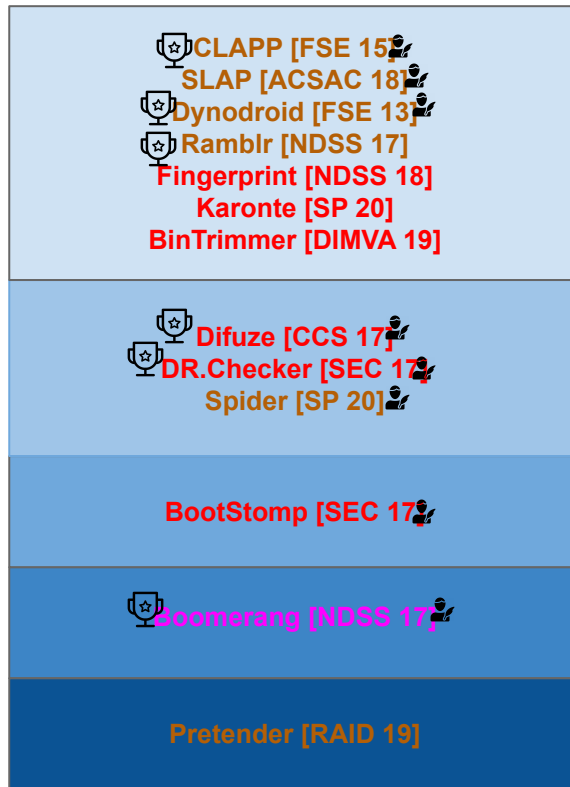 CLAPP [FSE 15]
SLAP [ACSAC 18]
Dynodroid [FSE 13]
Ramblr [NDSS 17]
Fingerprint [NDSS 18]
Karonte [SP 20]
BinTrimmer [DIMVA 19]
Difuze [CCS 17]
DR.Checker [SEC 17]
Spider [SP 20]
BootStomp [SEC 17]
Boomerang [NDSS 17]
Pretender [RAID 19]